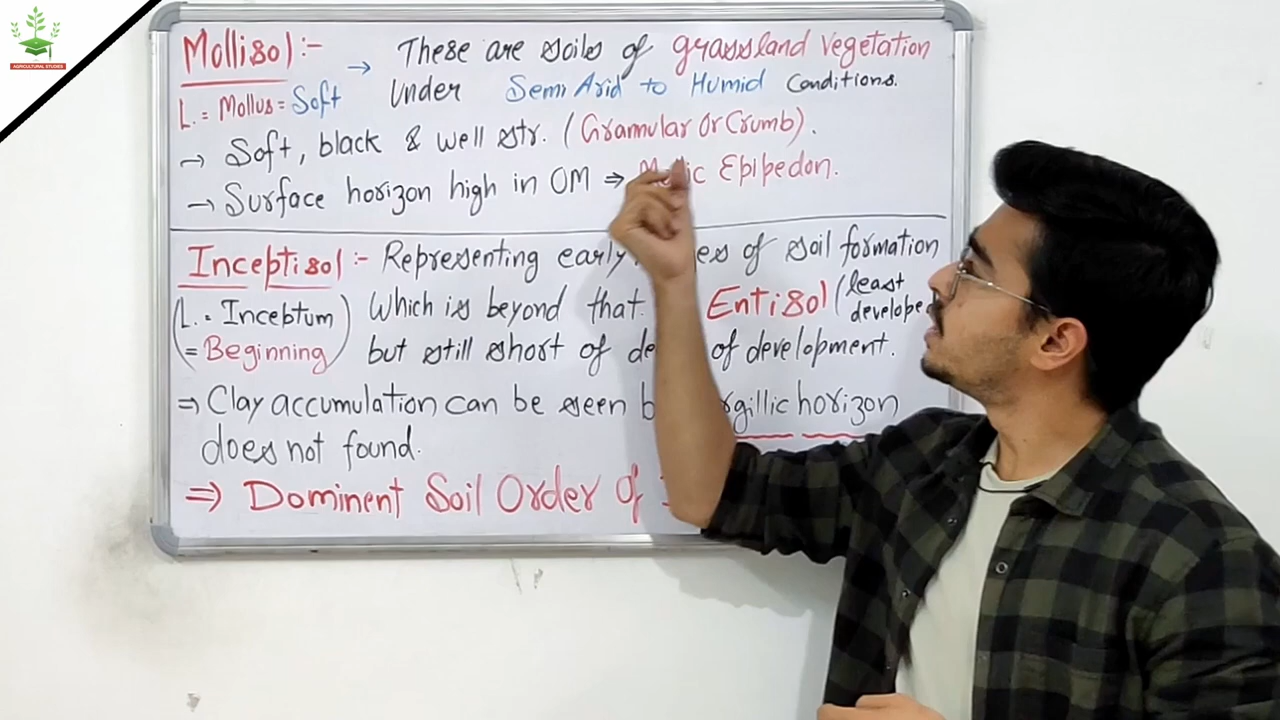 AGRICULTURAL STUDIES
Mollisol :- → These are soils of grassland vegetation
L. = Mollus = Soft Under Semi Arid to Humid Conditions.
→ Soft, black & well str. (Granular Or Crumb).
→ Surface horizon high in OM ⇒ Epipedon.
Inceptisol :- Representing early of soil formation
(L. = Inceptum Which is beyond that Entisol (least
= Beginning) but still short of of development.
⇒ Clay accumulation can be seen horizon
does not found.
⇒ Dominent Soil Order Of